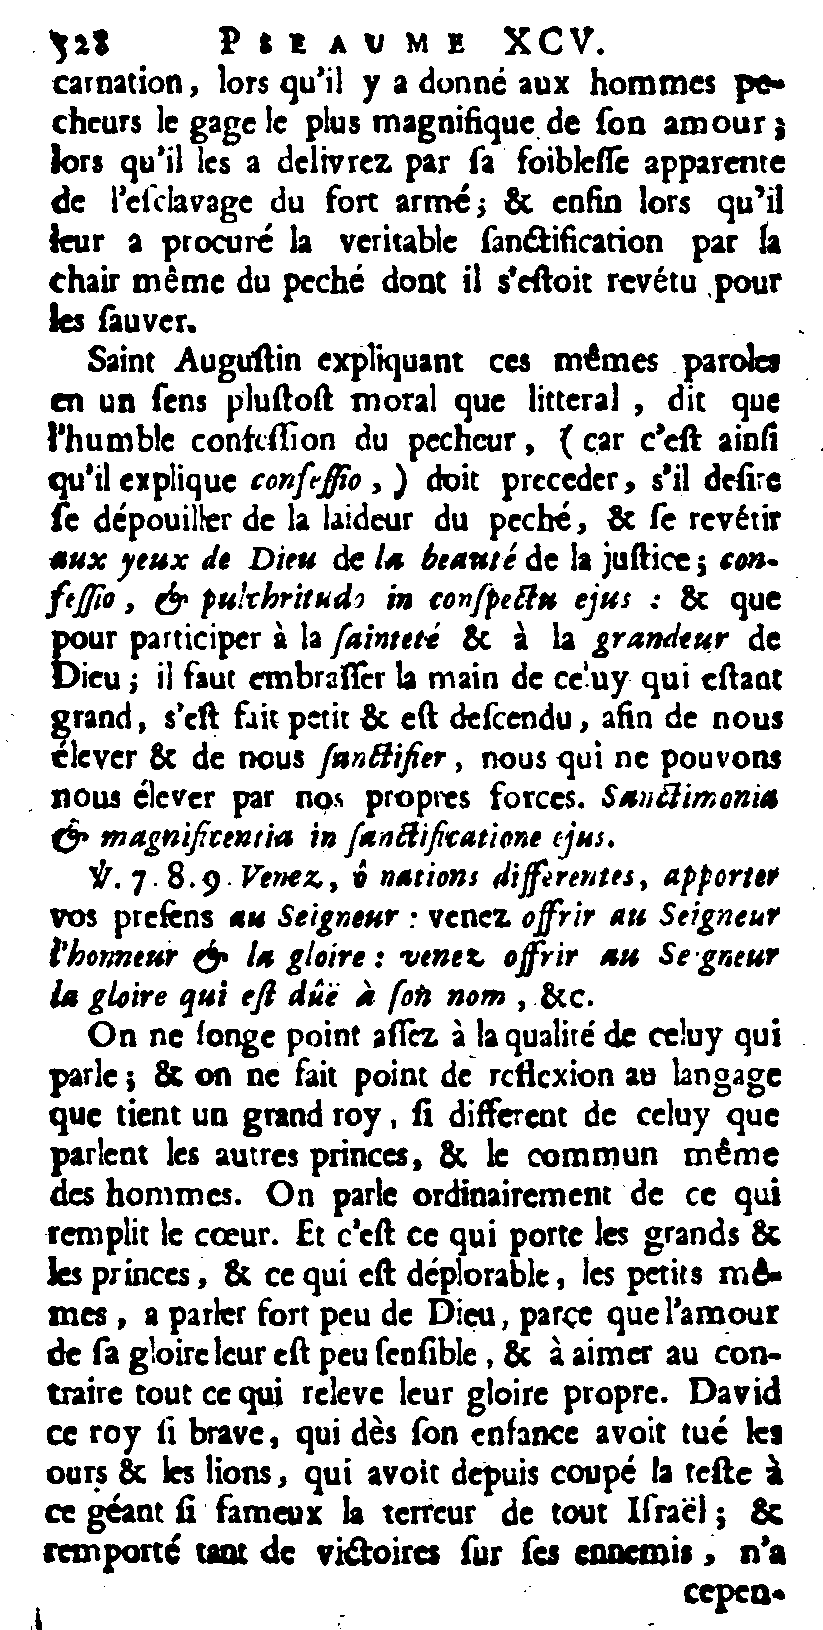 328 PSEAUME XCV.
carnation, lors qu'il y a donné aux hommes pe-
cheurs le gage le plus magnifique de ſon amour;
lors qu'il les a delivrez par ſa foibleſſe apparente
de l'eſclavage du fort armé; & enfin lors qu'il
leur a procuré la veritable ſanctification par ſa
chair même du peché dont il s'eſtoit revétu pour
les ſauver.
Saint Auguſtin expliquant ces mêmes paroles
en un ſens pluſtoſt moral que litteral, dit que
l'humble confeſſion du pecheur, (car c'eſt ainſi
qu'il explique confeſſio,) doit preceder, s'il deſire
ſe dépouiller de la laideur du peché, & ſe revétir
aux yeux de Dieu de la beauté de la juſtice; con-
feſſio, & pulchritudo in conſpectu ejus : & que
pour participer à la ſainteté & à la grandeur de
Dieu; il faut embraſſer la main de celuy qui eſtant
grand, s'eſt fait petit & eſt deſcendu, afin de nous
élever & de nous ſanctifier, nous qui ne pouvons
nous élever par nos propres forces. Sanctimonia
& magnificentia in ſanctificatione ejus.
℣. 7. 8. 9. Venez, ô nations differentes, apporter
vos preſens au Seigneur : venez offrir au Seigneur
l'honneur & la gloire : venez offrir au Seigneur
la gloire qui eſt dûë à ſon nom, &c.
On ne ſonge point aſſez à la qualité de celuy qui
parle; & on ne fait point de reflexion au langage
que tient un grand roy, ſi different de celuy que
parlent les autres princes, & le commun même
des hommes. On parle ordinairement de ce qui
remplit le cœur. Et c'eſt ce qui porte les grands &
les princes, & ce qui eſt déplorable, les petits mê-
mes, a parler fort peu de Dieu, parce que l'amour
de ſa gloire leur eſt peu ſenſible, & à aimer au con-
traire tout ce qui releve leur gloire propre. David
ce roy ſi brave, qui dès ſon enfance avoit tué les
ours & les lions, qui avoit depuis coupé la teſte à
ce géant ſi fameux la terreur de tout Iſraël; &
remporté tant de victoires ſur ſes ennemis, n'a
cepen-